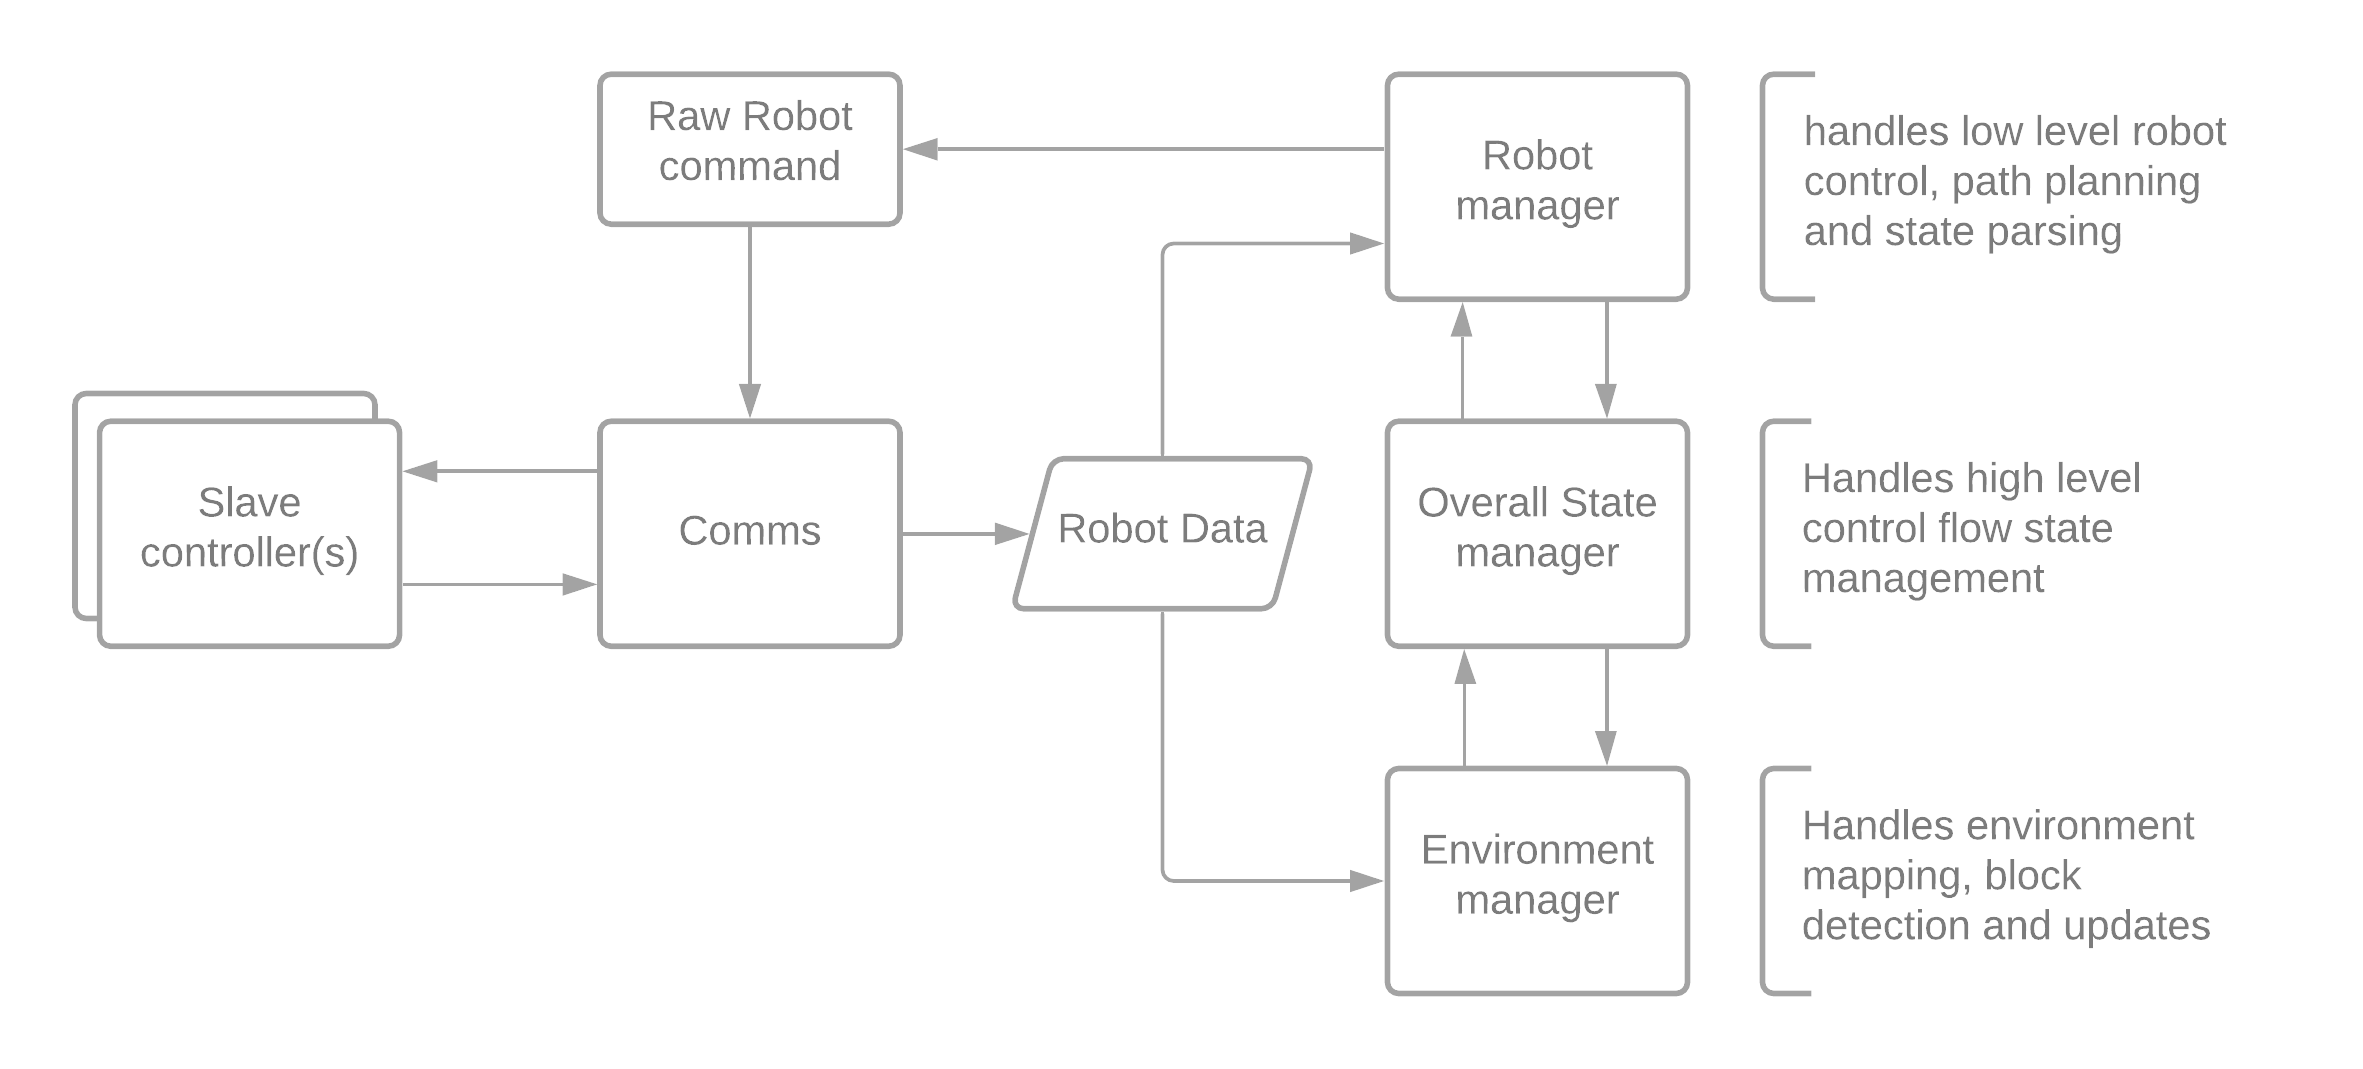 Raw Robot
command
Robot
manager
handles low level robot
control, path planning
and state parsing
Slave
controller(s)
Comms
Robot Data
Overall State
manager
Handles high level
control flow state
management
Environment
manager
Handles environment
mapping, block
detection and updates